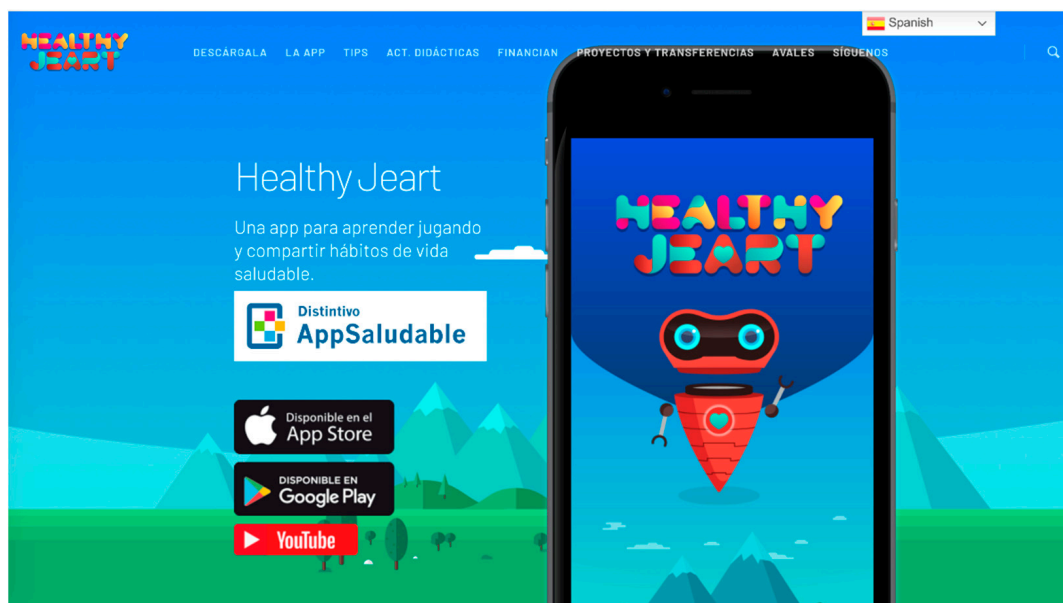 Spanish
HEALTHY
JEART
DESCÁRGALA LA APP TIPS ACT. DIDÁCTICAS FINANCIAN PROYECTOS Y TRANSFERENCIAS AVALES SÍGUENOS
Healthy Jeart
Una app para aprender jugando
y compartir hábitos de vida
saludable.
Distintivo
AppSaludable
Disponible en el
App Store
DISPONIBLE EN
Google Play
YouTube
HEALTHY
JEART